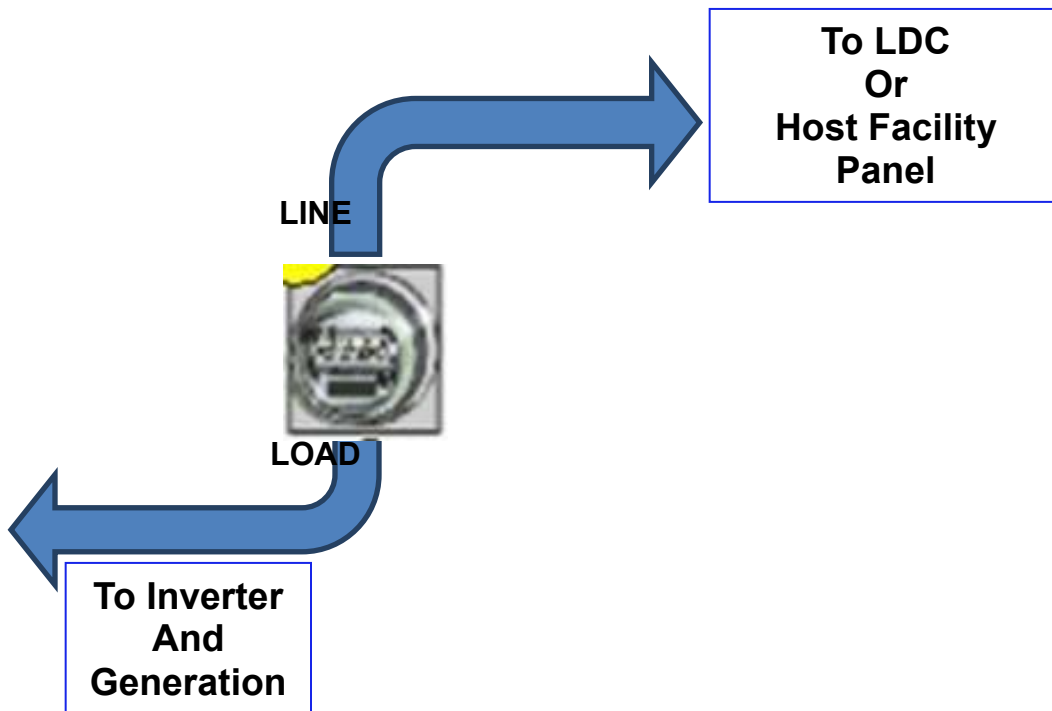 To LDC
Or
Host Facility
Panel
LINE
LOAD
To Inverter
And
Generation